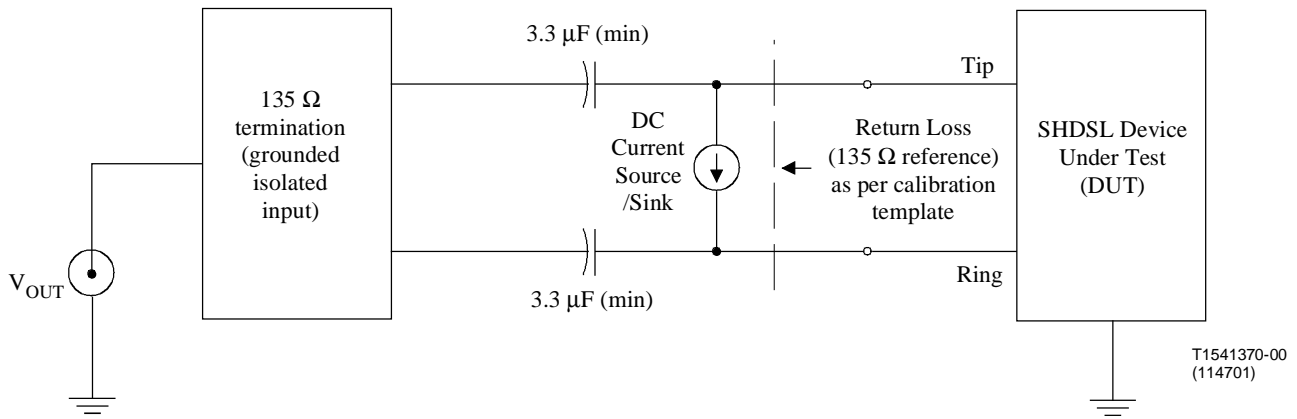 3.3 µF (min)
135 Ω
termination
(grounded
isolated
input)
V_OUT
DC
Current
Source
/Sink
3.3 µF (min)
Return Loss
(135 Ω reference)
as per calibration
template
Tip
Ring
SHDSL Device
Under Test
(DUT)
T1541370-00
(114701)